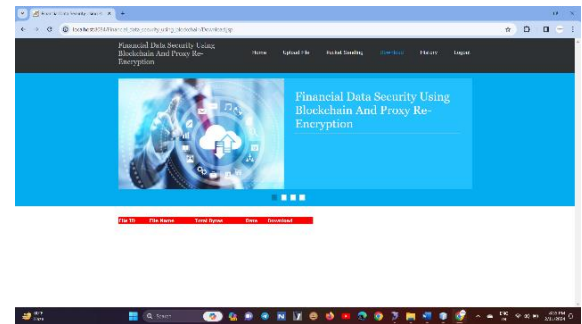 Financial Data Security Using
Blockchain And Proxy Re-
Encryption
Home Upload File Packet Sending Download Picture Logout
Financial Data Security Using
Blockchain And Proxy Re-
Encryption
File ID File Name Total Bytes Date Download
Search